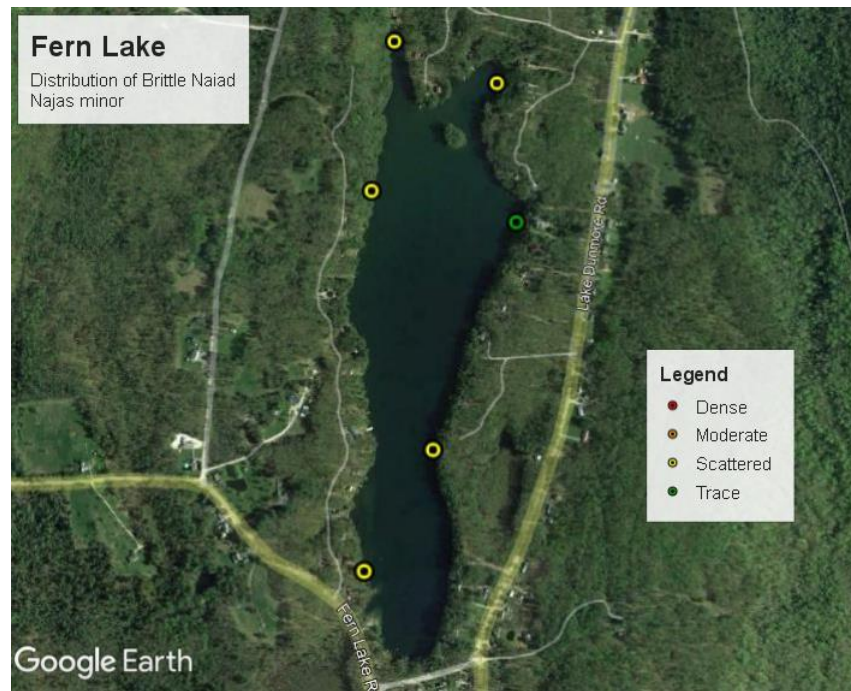 Fern Lake
Distribution of Brittle Naiad
Najas minor
Lake Dunmore Rd
Legend
Dense
Moderate
Scattered
Trace
Fern Lake R
Google Earth